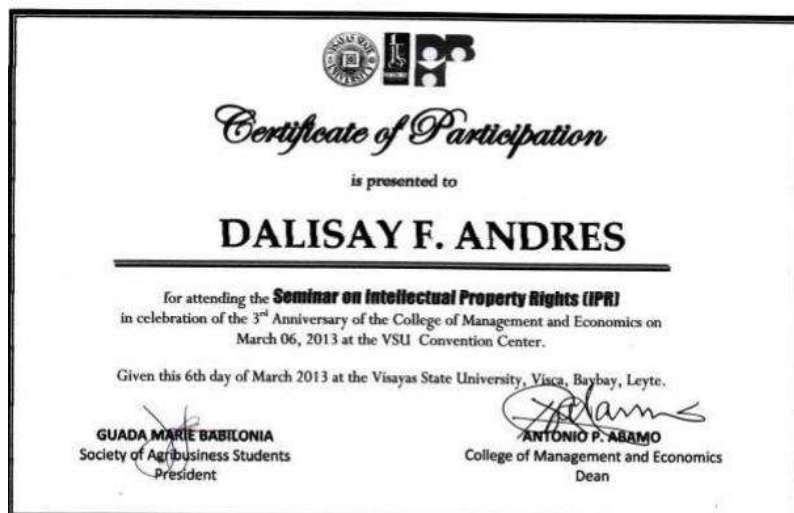 VISAYAS STATE
UNIVERSITY
Certificate of Participation
is presented to
DALISAY F. ANDRES
for attending the Seminar on Intellectual Property Rights (IPR)
in celebration of the 3rd Anniversary of the College of Management and Economics on
March 06, 2013 at the VSU Convention Center.
Given this 6th day of March 2013 at the Visayas State University, Visca, Baybay, Leyte.
GUADA MARIE BABILONIA
Society of Agribusiness Students
President
ANTONIO P. ABAMO
College of Management and Economics
Dean